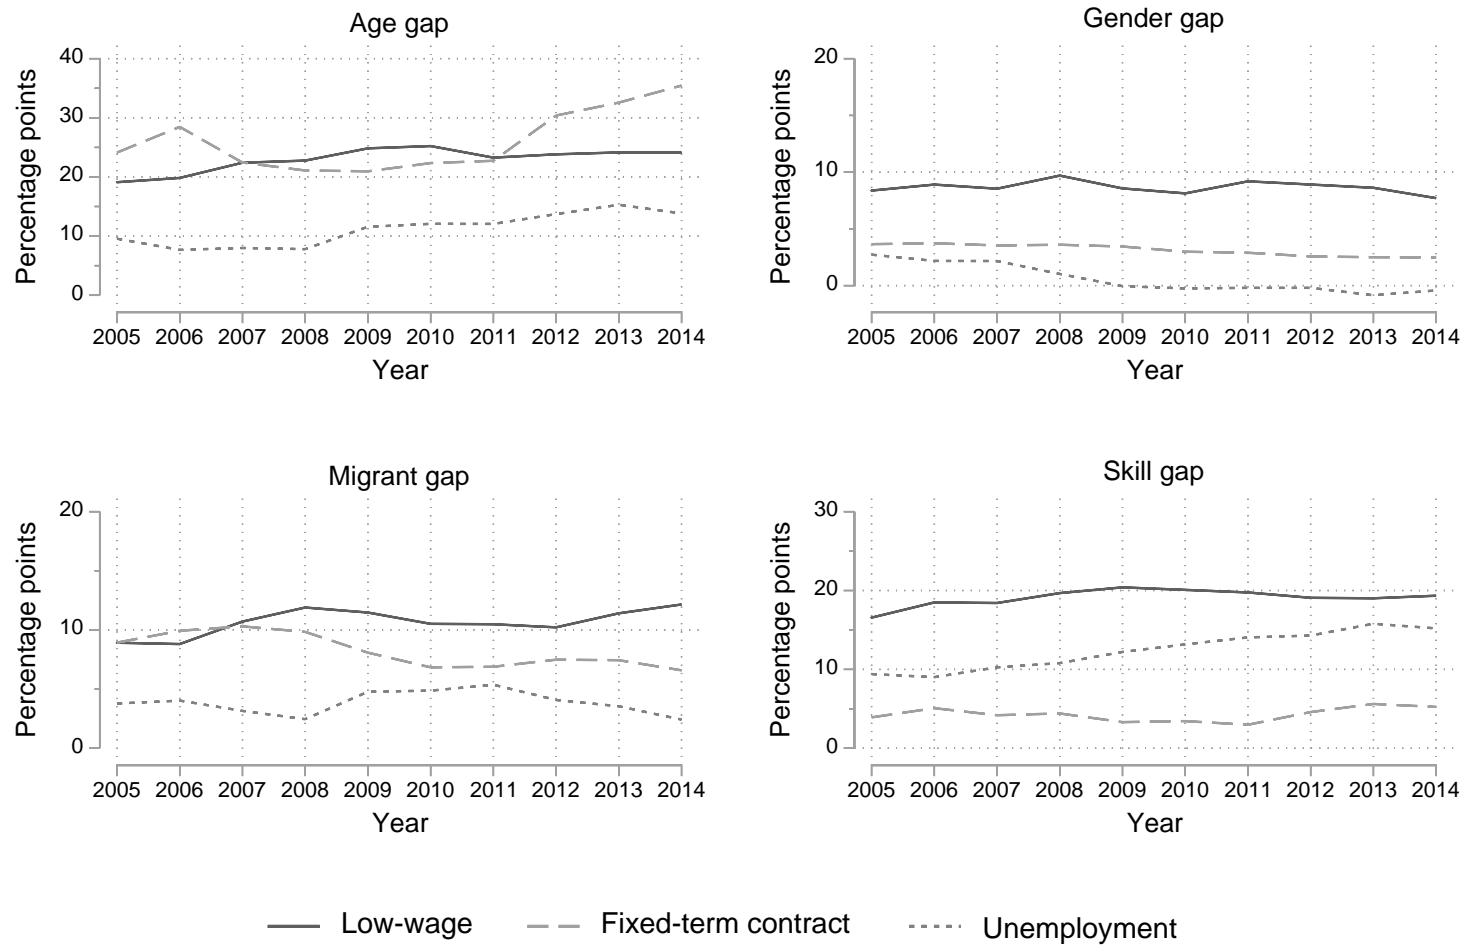 Age gap
Percentage points
40
30
20
10
0
2005 2006 2007 2008 2009 2010 2011 2012 2013 2014
Year
Gender gap
Percentage points
20
10
0
2005 2006 2007 2008 2009 2010 2011 2012 2013 2014
Year
Migrant gap
Percentage points
20
10
0
2005 2006 2007 2008 2009 2010 2011 2012 2013 2014
Year
Skill gap
Percentage points
30
20
10
0
2005 2006 2007 2008 2009 2010 2011 2012 2013 2014
Year
Low-wage Fixed-term contract Unemployment